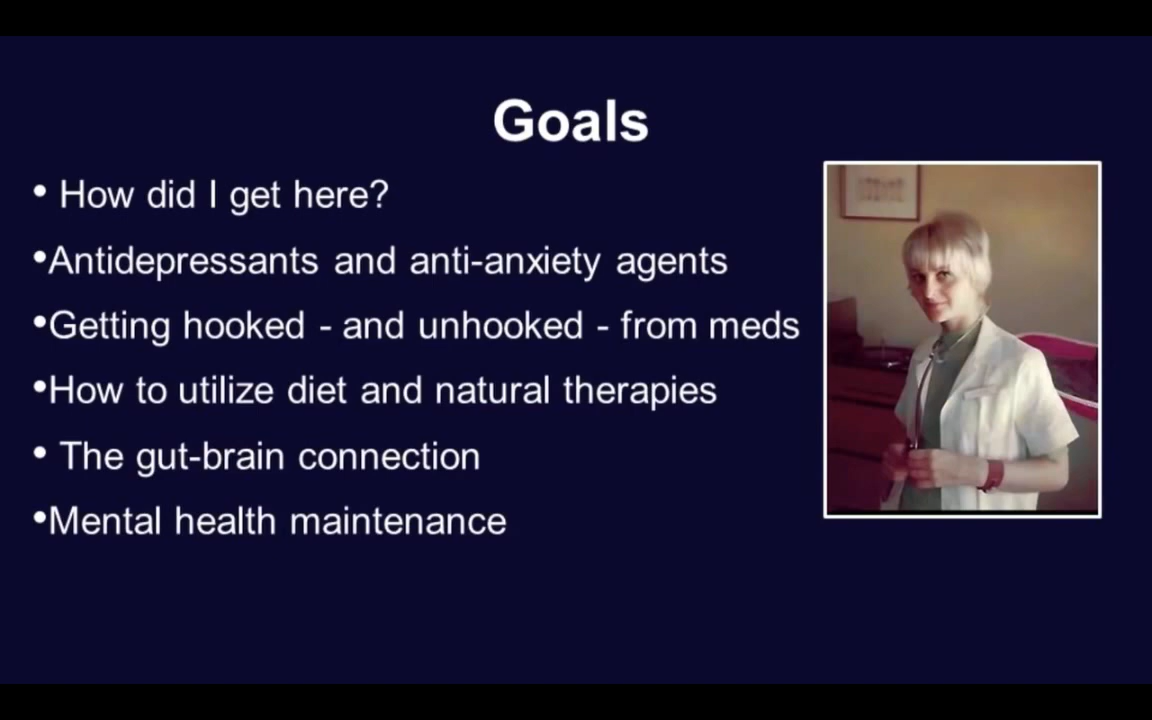 Goals
• How did I get here?
•Antidepressants and anti-anxiety agents
•Getting hooked - and unhooked - from meds
•How to utilize diet and natural therapies
• The gut-brain connection
•Mental health maintenance